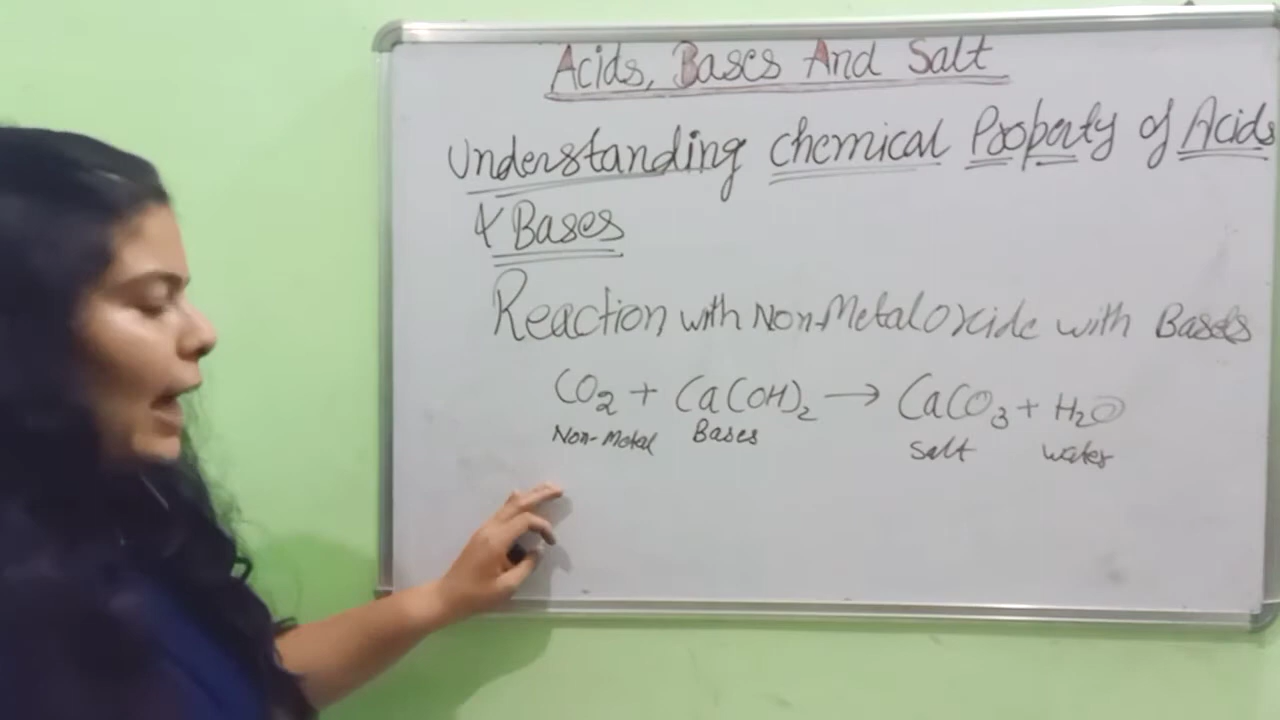 Acids, Bases And Salt
Understanding Chemical Property of Acids
& Bases
Reaction with Non-Metal oxide with Bases
CO₂ + Ca(OH)₂ → CaCO₃ + H₂O
Non-Metal Bases Salt water